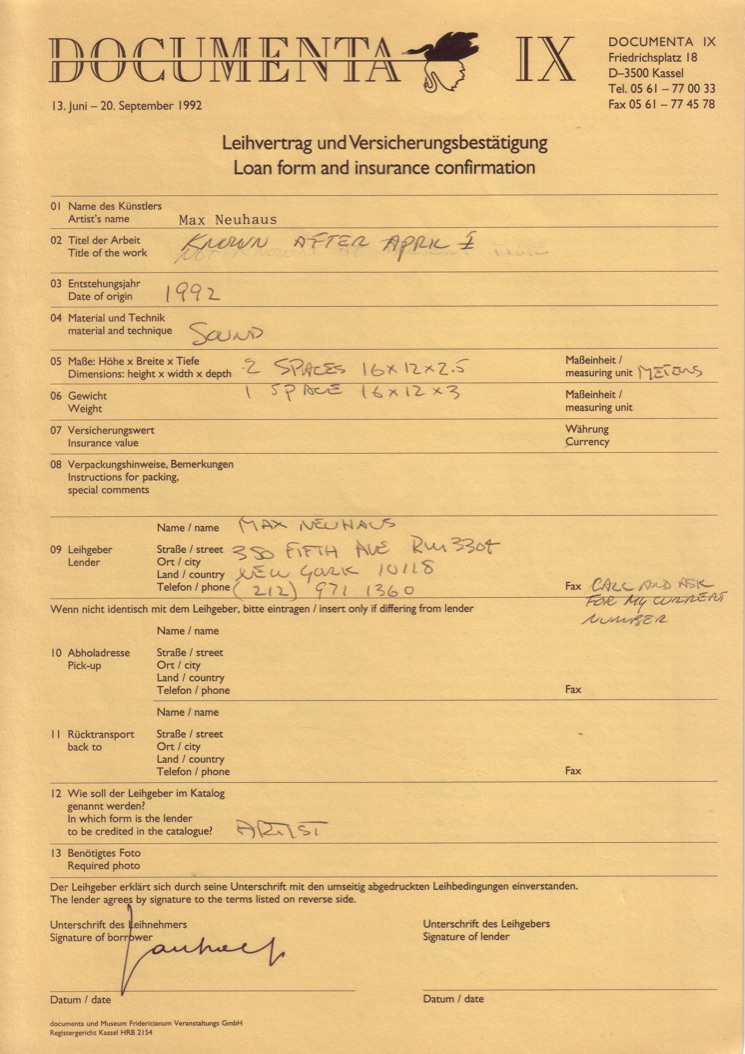 DOCUMENTA IX
DOCUMENTA IX
Friedrichsplatz 18
D–3500 Kassel
Tel. 05 61 – 77 00 33
Fax 05 61 – 77 45 78
13. Juni – 20. September 1992
Leihvertrag und Versicherungsbestätigung
Loan form and insurance confirmation
01 Name des Künstlers
Artist's name Max Neuhaus
02 Titel der Arbeit KNOWN AFTER APRIL 1
Title of the work
03 Entstehungsjahr
Date of origin 1992
04 Material und Technik
material and technique SOUND
05 Maße: Höhe x Breite x Tiefe Maßeinheit /
Dimensions: height x width x depth 2 SPACES 16 x 12 x 2.5 measuring unit METERS
06 Gewicht 1 SPACE 16 x 12 x 3 Maßeinheit /
Weight measuring unit
07 Versicherungswert Währung
Insurance value Currency
08 Verpackungshinweise, Bemerkungen
Instructions for packing,
special comments
Name / name MAX NEUHAUS
09 Leihgeber Straße / street 350 FIFTH AVE RM 3304
Lender Ort / city
Land / country NEW YORK 10118
Telefon / phone (212) 971 1360 Fax CALL AND ASK
FOR MY CURRENT
NUMBER
Wenn nicht identisch mit dem Leihgeber, bitte eintragen / insert only if differing from lender
Name / name
10 Abholadresse Straße / street
Pick-up Ort / city
Land / country
Telefon / phone Fax
Name / name
11 Rücktransport Straße / street
back to Ort / city
Land / country
Telefon / phone Fax
12 Wie soll der Leihgeber im Katalog
genannt werden?
In which form is the lender
to be credited in the catalogue? ARTIST
13 Benötigtes Foto
Required photo
Der Leihgeber erklärt sich durch seine Unterschrift mit den umseitig abgedruckten Leihbedingungen einverstanden.
The lender agrees by signature to the terms listed on reverse side.
Unterschrift des Leihnehmers Unterschrift des Leihgebers
Signature of borrower Signature of lender
Datum / date Datum / date
documenta und Museum Fridericianum Veranstaltungs GmbH
Registergericht Kassel HRB 2154